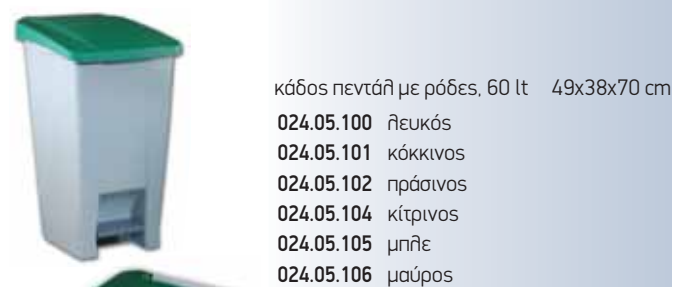 κάδος πεντάλ με ρόδες, 60 lt 49x38x70 cm
024.05.100 λευκός
024.05.101 κόκκινος
024.05.102 πράσινος
024.05.104 κίτρινος
024.05.105 μπλε
024.05.106 μαύρος